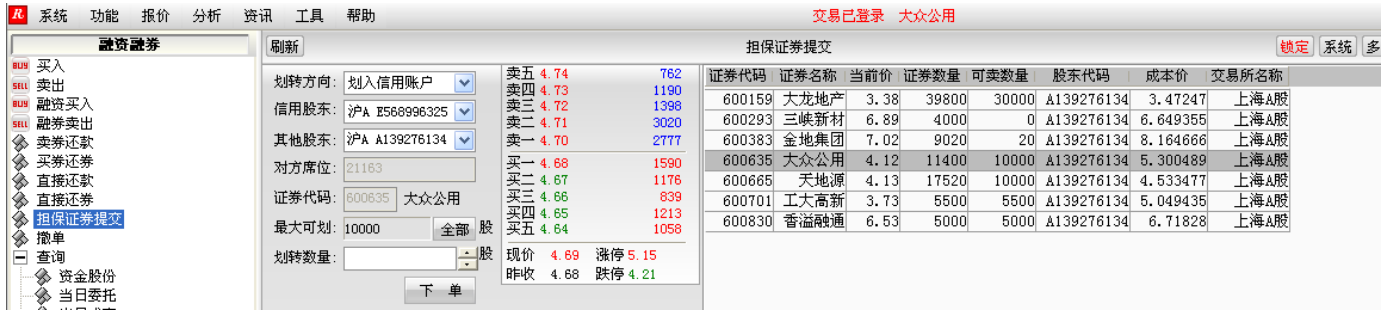 R 系统 功能 报价 分析 资讯 工具 帮助 交易已登录 大众公用
融资融券
刷新 担保证券提交 锁定 系统 多
BUY 买入
SELL 卖出
BUY 融资买入
SELL 融券卖出
卖券还款
买券还券
直接还款
直接还券
担保证券提交
撤单
查询
资金股份
当日委托
划转方向: 划入信用账户
信用股东: 沪A E568996325
其他股东: 沪A A139276134
对方席位: 21163
证券代码: 600635 大众公用
最大可划: 10000 全部 股
划转数量: 股
下 单
卖五 4.74 762
卖四 4.73 1190
卖三 4.72 1398
卖二 4.71 3020
卖一 4.70 2777
买一 4.68 1590
买二 4.67 1176
买三 4.66 839
买四 4.65 1213
买五 4.64 1058
现价 4.69 涨停 5.15
昨收 4.68 跌停 4.21
证券代码 证券名称 当前价 证券数量 可卖数量 股东代码 成本价 交易所名称
600159 大龙地产 3.38 39800 30000 A139276134 3.47247 上海A股
600293 三峡新材 6.89 4000 0 A139276134 6.649355 上海A股
600383 金地集团 7.02 9020 20 A139276134 8.164666 上海A股
600635 大众公用 4.12 11400 10000 A139276134 5.300489 上海A股
600665 天地源 4.13 17520 10000 A139276134 4.533477 上海A股
600701 工大高新 3.73 5500 5500 A139276134 5.049435 上海A股
600830 香溢融通 6.53 5000 5000 A139276134 6.71828 上海A股